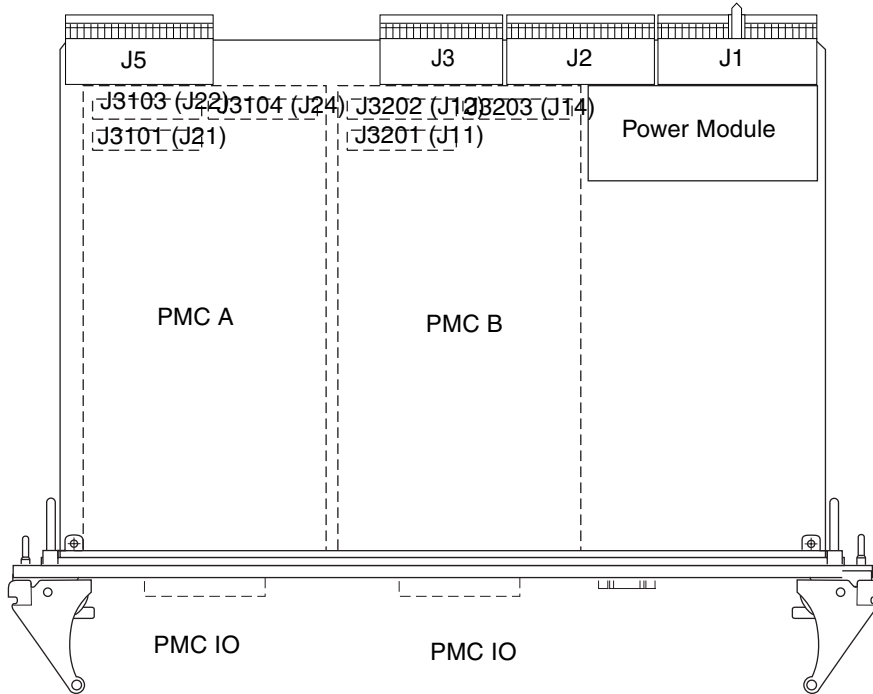 J5
J3
J2
J1
J3103 (J22)
J3104 (J24)
J3202 (J12)
J3203 (J14)
J3101 (J21)
J3201 (J11)
Power Module
PMC A
PMC B
PMC IO
PMC IO